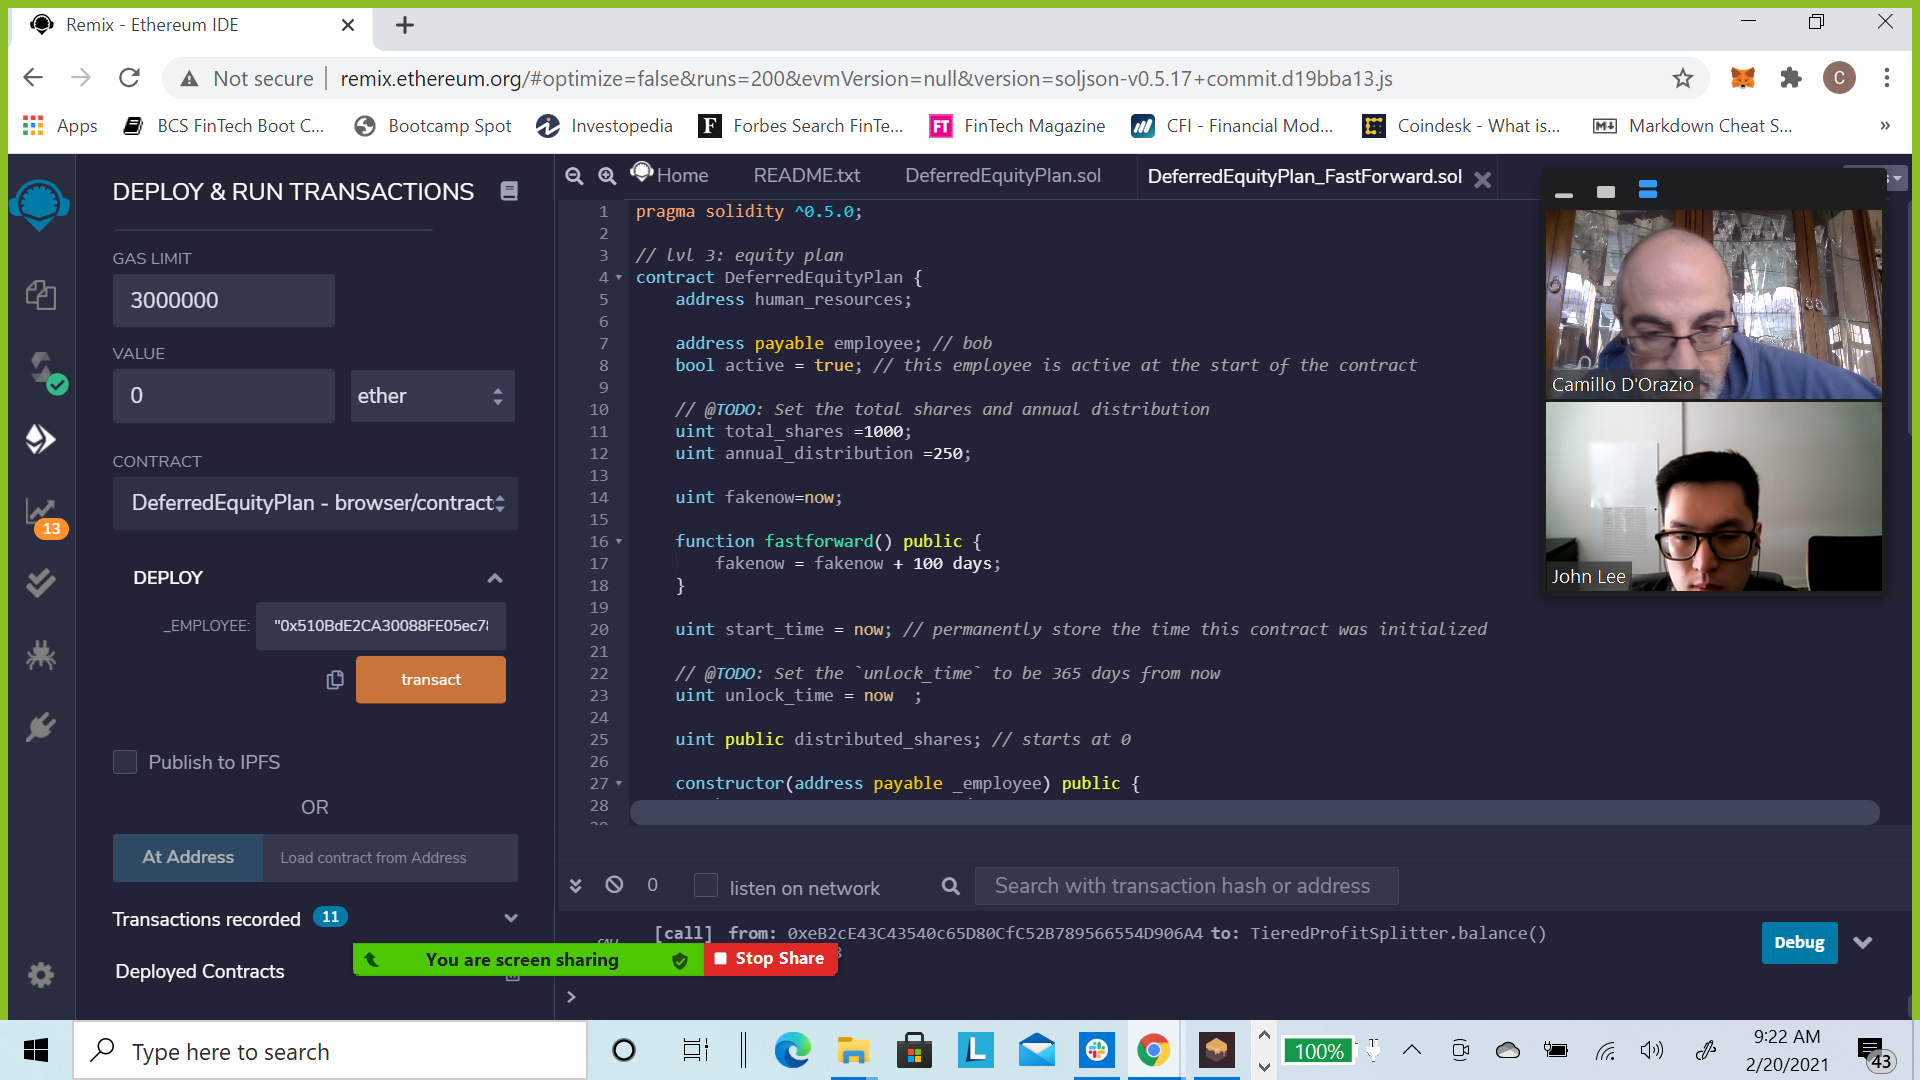 Remix - Ethereum IDE
Not secure | remix.ethereum.org/#optimize=false&runs=200&evmVersion=null&version=soljson-v0.5.17+commit.d19bba13.js
C
Apps
BCS FinTech Boot C...
Bootcamp Spot
Investopedia
F
Forbes Search FinTe...
FT
FinTech Magazine
CFI - Financial Mod...
Coindesk - What is...
Markdown Cheat S...
»
DEPLOY & RUN TRANSACTIONS
GAS LIMIT
3000000
VALUE
0
ether
CONTRACT
DeferredEquityPlan - browser/contract
13
DEPLOY
_EMPLOYEE:
"0x510BdE2CA30088FE05ec7
transact
Publish to IPFS
OR
At Address
Load contract from Address
Transactions recorded 11
Deployed Contracts
Home
README.txt
DeferredEquityPlan.sol
DeferredEquityPlan_FastForward.sol
1 pragma solidity ^0.5.0;
2
3 // lvl 3: equity plan
4 contract DeferredEquityPlan {
5 address human_resources;
6
7 address payable employee; // bob
8 bool active = true; // this employee is active at the start of the contract
9
10 // @TODO: Set the total shares and annual distribution
11 uint total_shares =1000;
12 uint annual_distribution =250;
13
14 uint fakenow=now;
15
16 function fastforward() public {
17 fakenow = fakenow + 100 days;
18 }
19
20 uint start_time = now; // permanently store the time this contract was initialized
21
22 // @TODO: Set the `unlock_time` to be 365 days from now
23 uint unlock_time = now  ;
24
25 uint public distributed_shares; // starts at 0
26
27 constructor(address payable _employee) public {
28
Camillo D'Orazio
John Lee
0
listen on network
Search with transaction hash or address
[call] from: 0xeB2cE43C43540c65D80CfC52B789566554D906A4 to: TieredProfitSplitter.balance()
Debug
You are screen sharing
Stop Share
>
Type here to search
L
100%
9:22 AM
2/20/2021
43